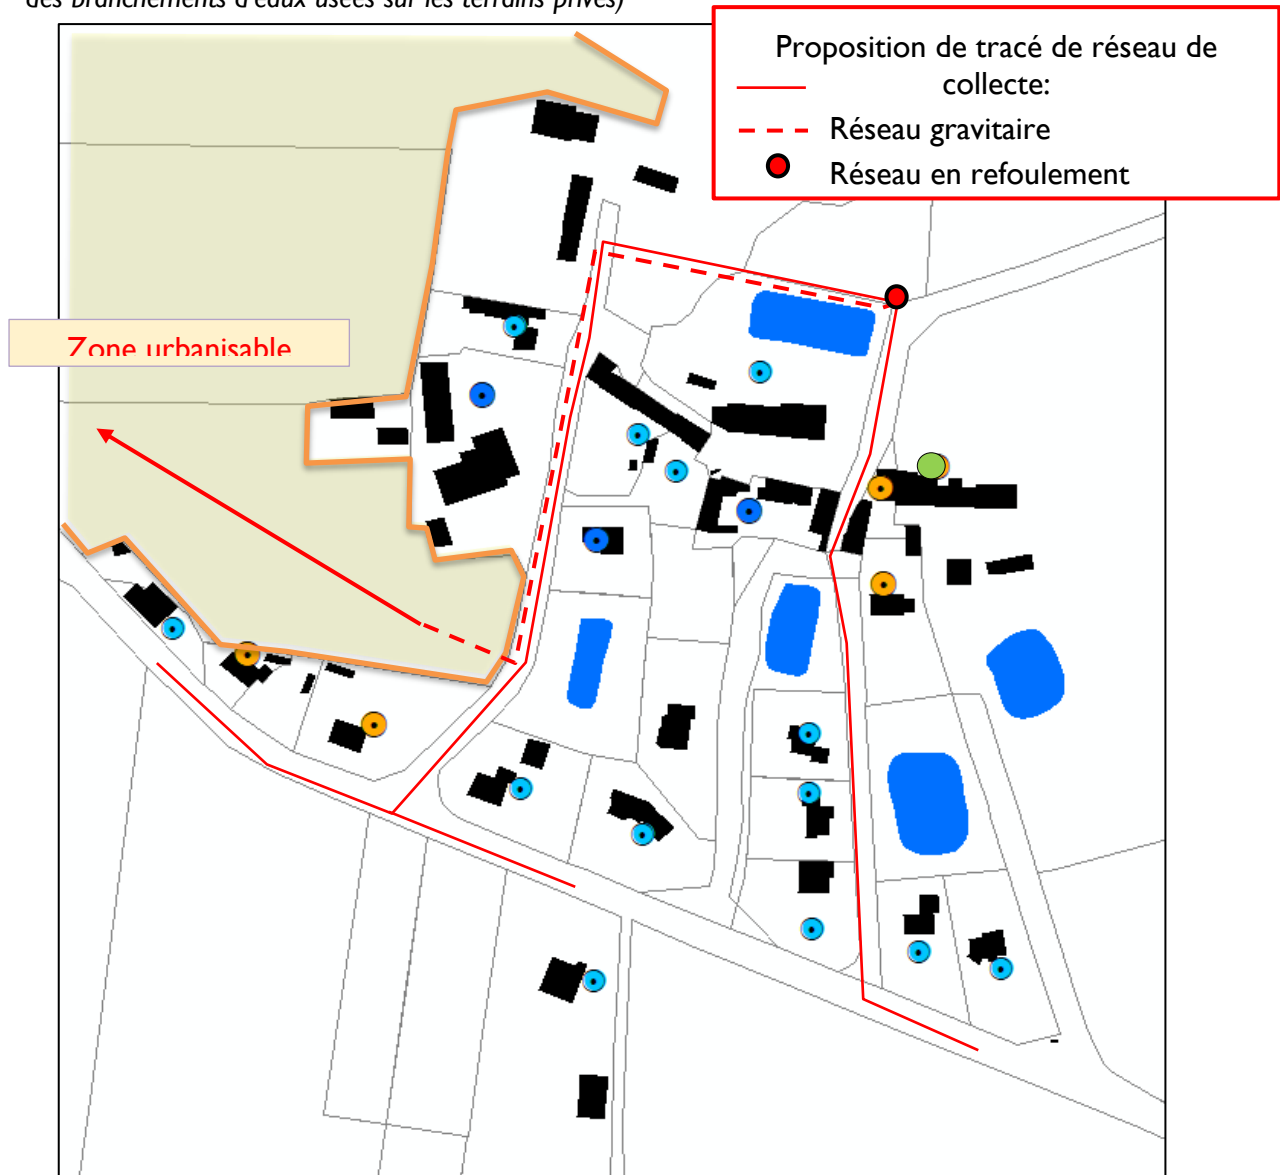 des branchements d'eaux usées sur les terrains privés)
Proposition de tracé de réseau de
collecte:
Réseau gravitaire
Réseau en refoulement
Zone urbanisable